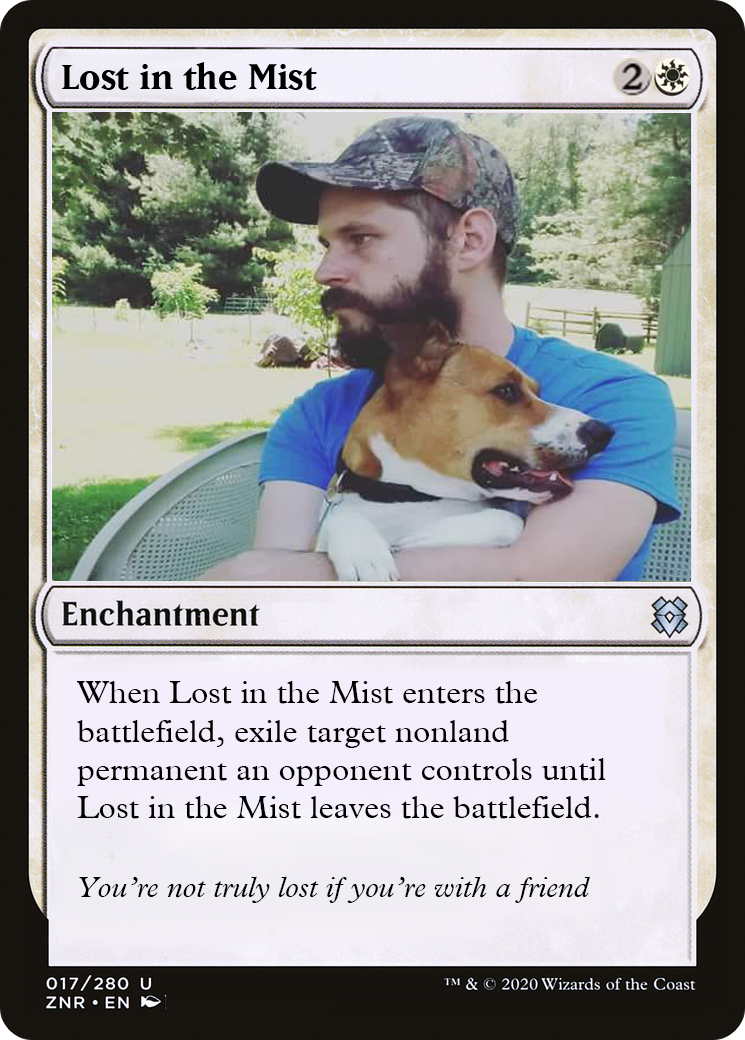 Lost in the Mist 2
Enchantment
When Lost in the Mist enters the
battlefield, exile target nonland
permanent an opponent controls until
Lost in the Mist leaves the battlefield.
You're not truly lost if you're with a friend
017/280 U
ZNR • EN
™ & © 2020 Wizards of the Coast